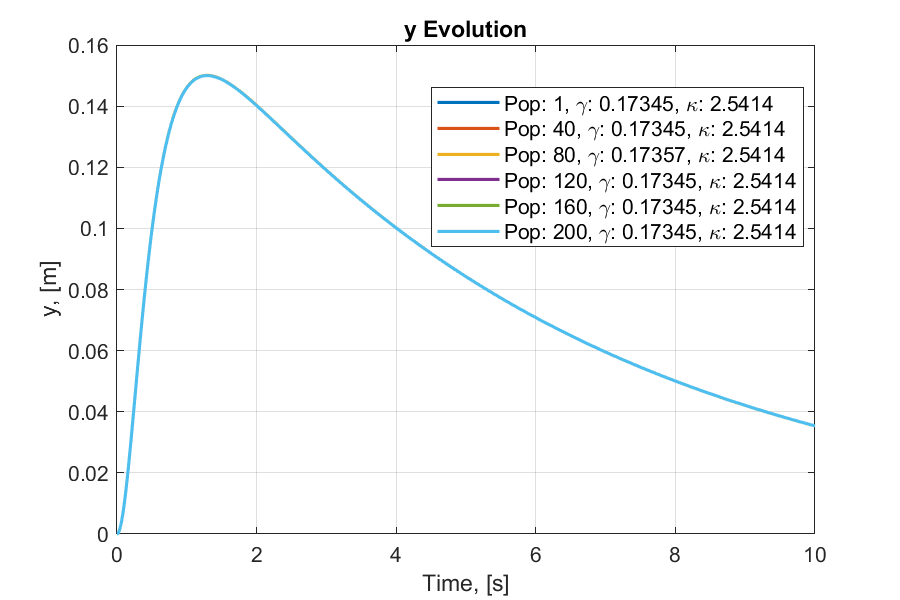 y Evolution
0.16
0.14
0.12
0.1
0.08
0.06
0.04
0.02
0
y, [m]
Pop: 1, γ: 0.17345, κ: 2.5414
Pop: 40, γ: 0.17345, κ: 2.5414
Pop: 80, γ: 0.17357, κ: 2.5414
Pop: 120, γ: 0.17345, κ: 2.5414
Pop: 160, γ: 0.17345, κ: 2.5414
Pop: 200, γ: 0.17345, κ: 2.5414
0 2 4 6 8 10
Time, [s]